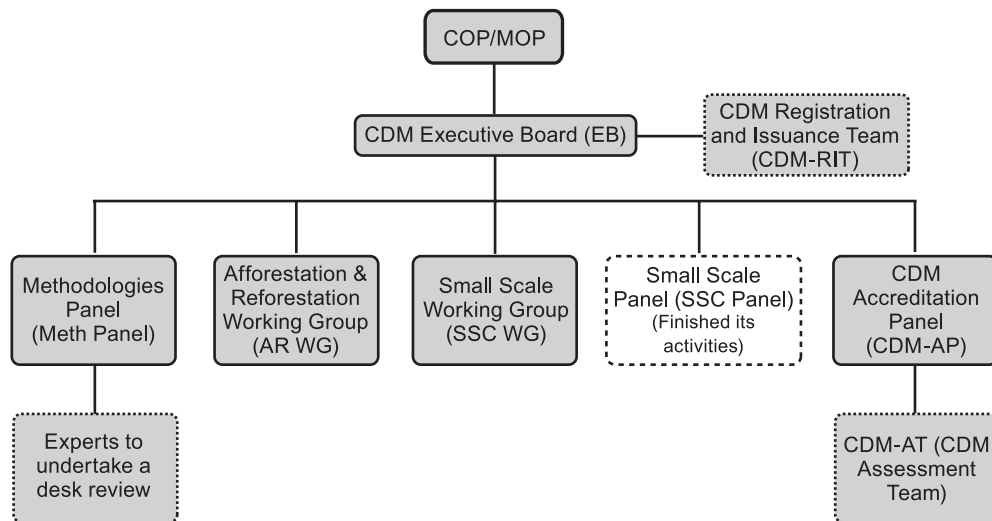 COP/MOP
CDM Executive Board (EB)
CDM Registration
and Issuance Team
(CDM-RIT)
Methodologies
Panel
(Meth Panel)
Afforestation &
Reforestation
Working Group
(AR WG)
Small Scale
Working Group
(SSC WG)
Small Scale
Panel (SSC Panel)
(Finished its
activities)
CDM
Accreditation
Panel
(CDM-AP)
Experts to
undertake a
desk review
CDM-AT (CDM
Assessment
Team)